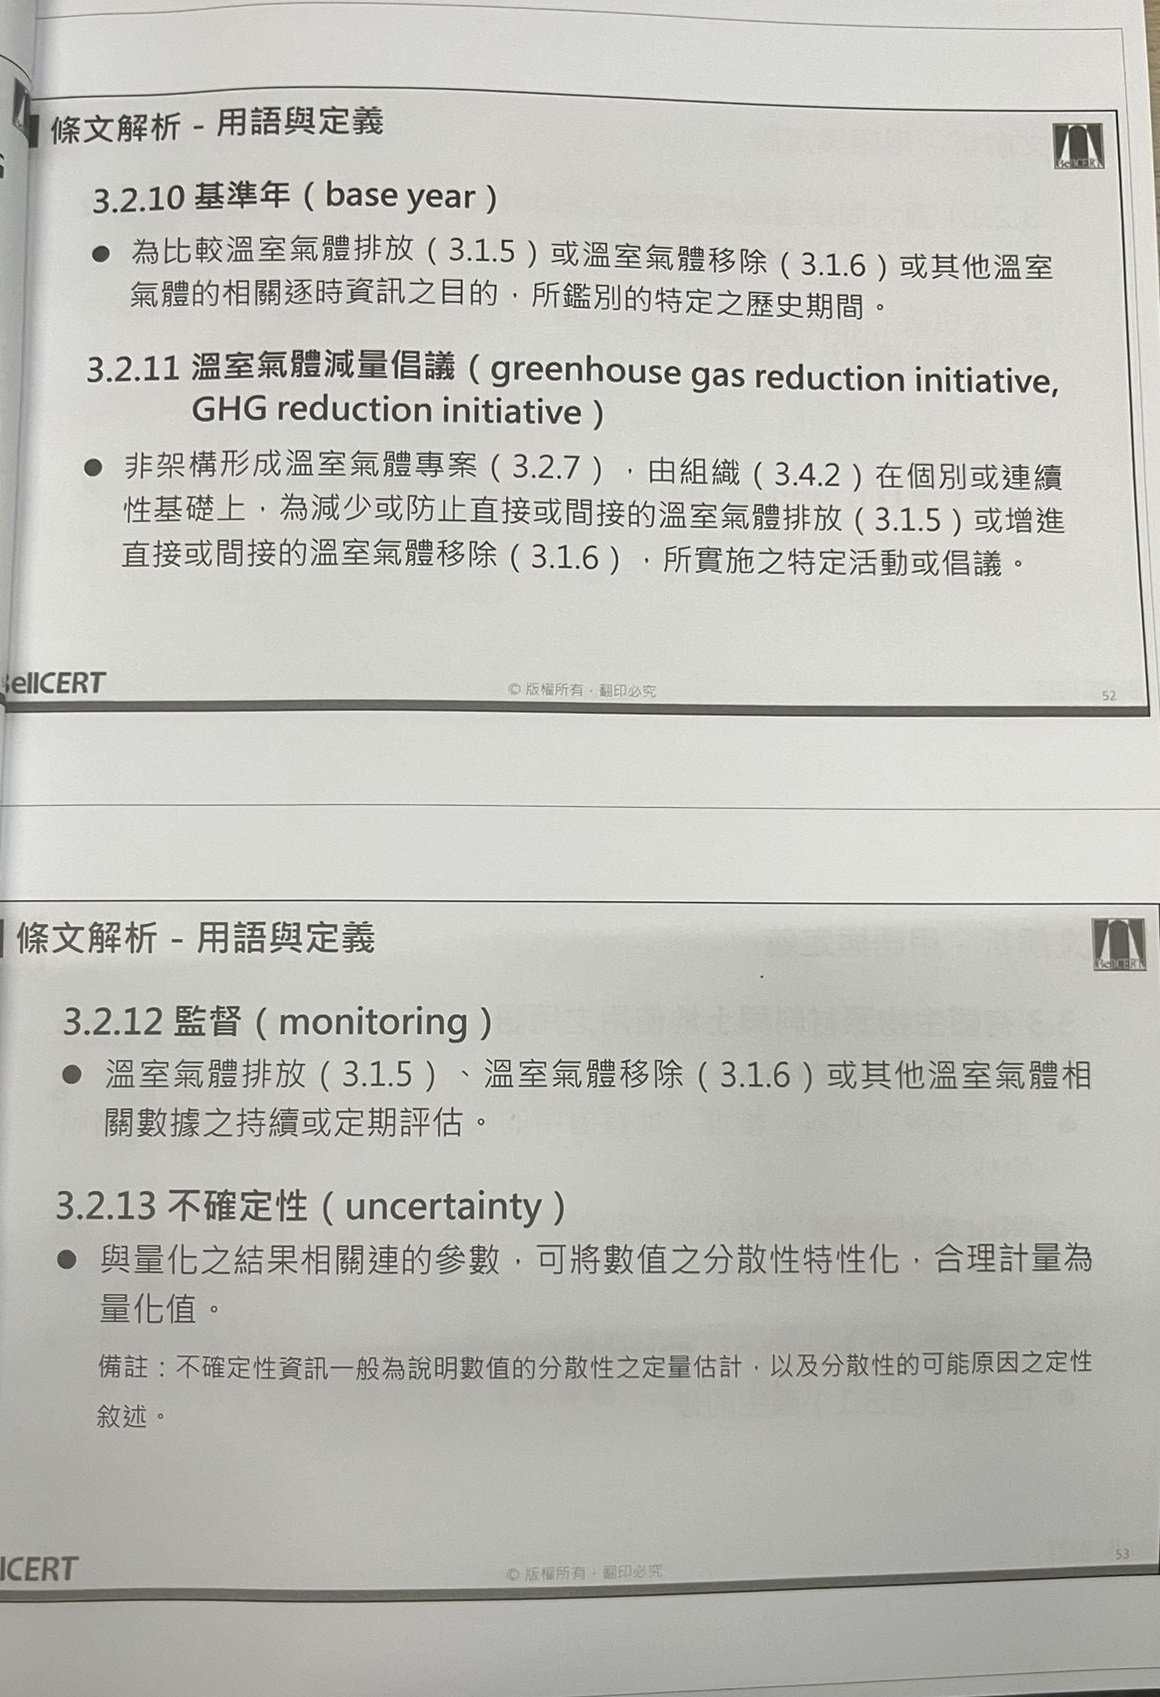 條文解析 - 用語與定義
BellCERT
3.2.10 基準年（base year）
● 為比較溫室氣體排放（3.1.5）或溫室氣體移除（3.1.6）或其他溫室
氣體的相關逐時資訊之目的，所鑑別的特定之歷史期間。
3.2.11 溫室氣體減量倡議（greenhouse gas reduction initiative,
GHG reduction initiative）
● 非架構形成溫室氣體專案（3.2.7），由組織（3.4.2）在個別或連續
性基礎上，為減少或防止直接或間接的溫室氣體排放（3.1.5）或增進
直接或間接的溫室氣體移除（3.1.6），所實施之特定活動或倡議。
ellCERT
© 版權所有，翻印必究
52
條文解析 - 用語與定義
BellCERT
3.2.12 監督（monitoring）
● 溫室氣體排放（3.1.5）、溫室氣體移除（3.1.6）或其他溫室氣體相
關數據之持續或定期評估。
3.2.13 不確定性（uncertainty）
● 與量化之結果相關連的參數，可將數值之分散性特性化，合理計量為
量化值。
備註：不確定性資訊一般為說明數值的分散性之定量估計，以及分散性的可能原因之定性
敘述。
lCERT
© 版權所有，翻印必究
53